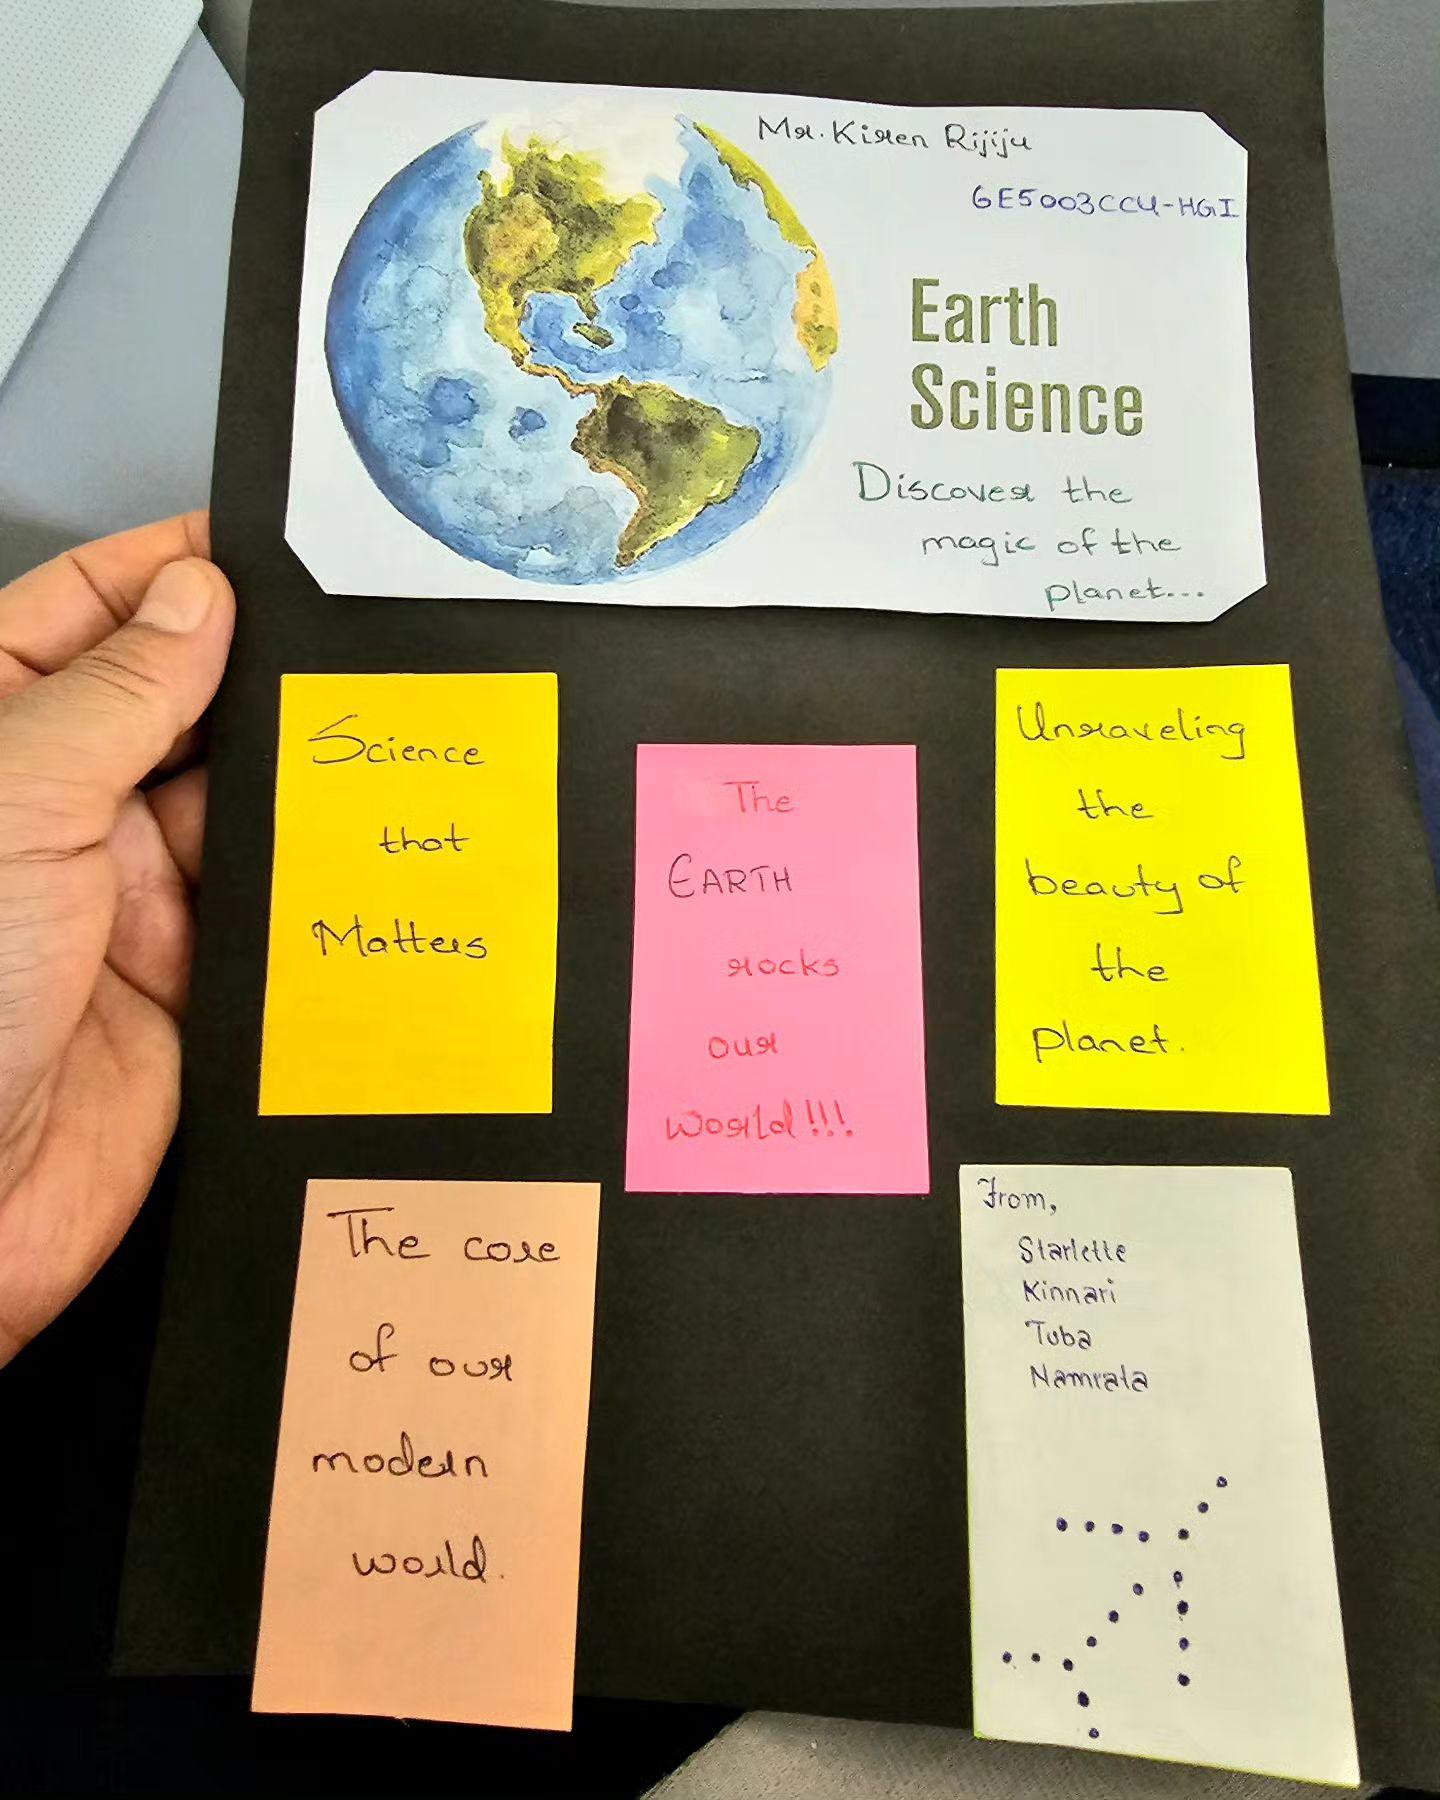 Mr. Kiren Rijiju
6E5003CCU-HGI
Earth
Science
Discover the
magic of the
planet...
Science
that
Matters
The
EARTH
rocks
our
world!!!
Unraveling
the
beauty of
the
planet.
The core
of our
modern
world.
From,
Starlette
Kinnari
Tuba
Namrata